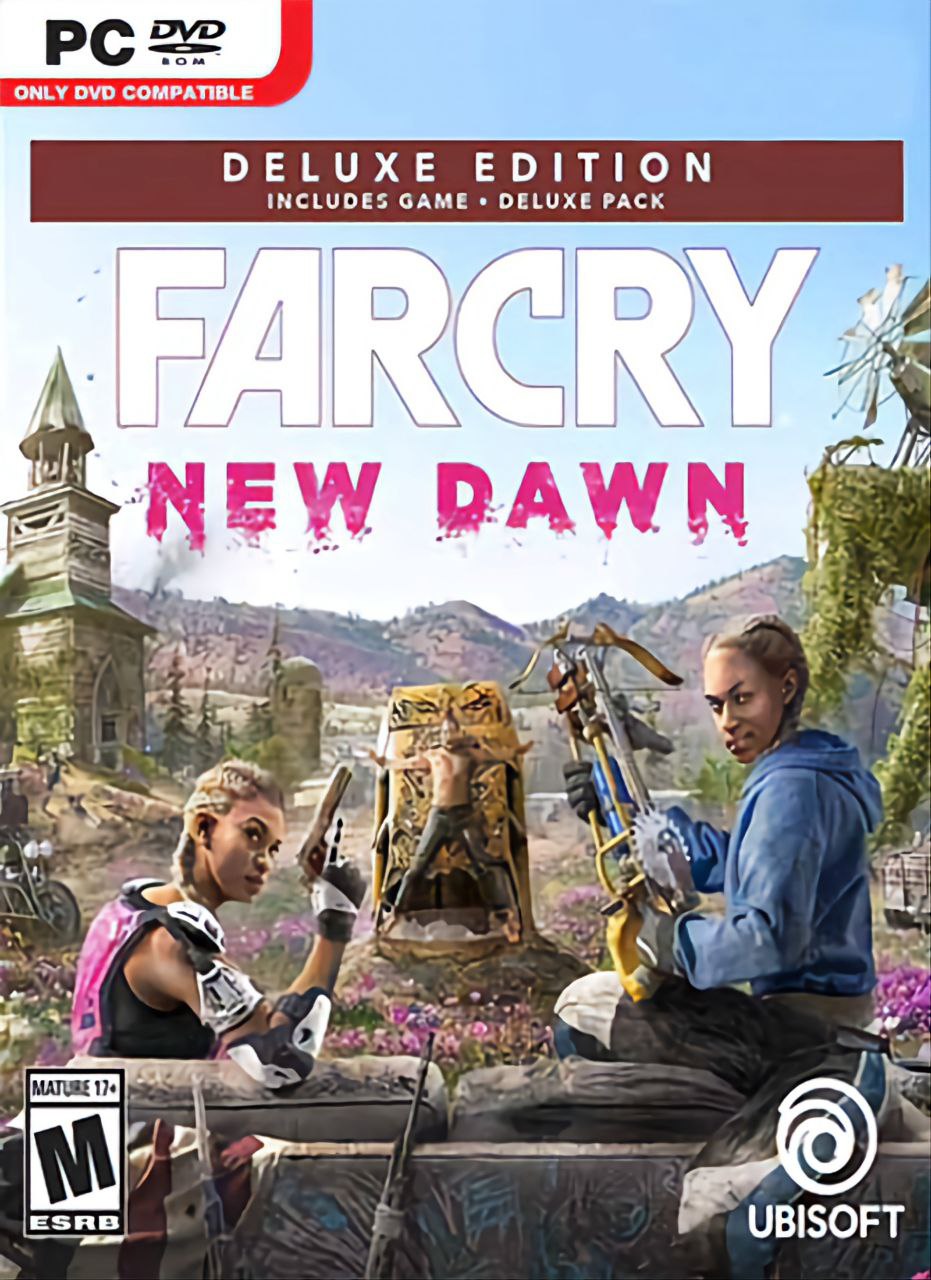 PC DVD
ROM
ONLY DVD COMPATIBLE
DELUXE EDITION
INCLUDES GAME • DELUXE PACK
FARCRY
NEW DAWN
MATURE 17+
M
ESRB
UBISOFT